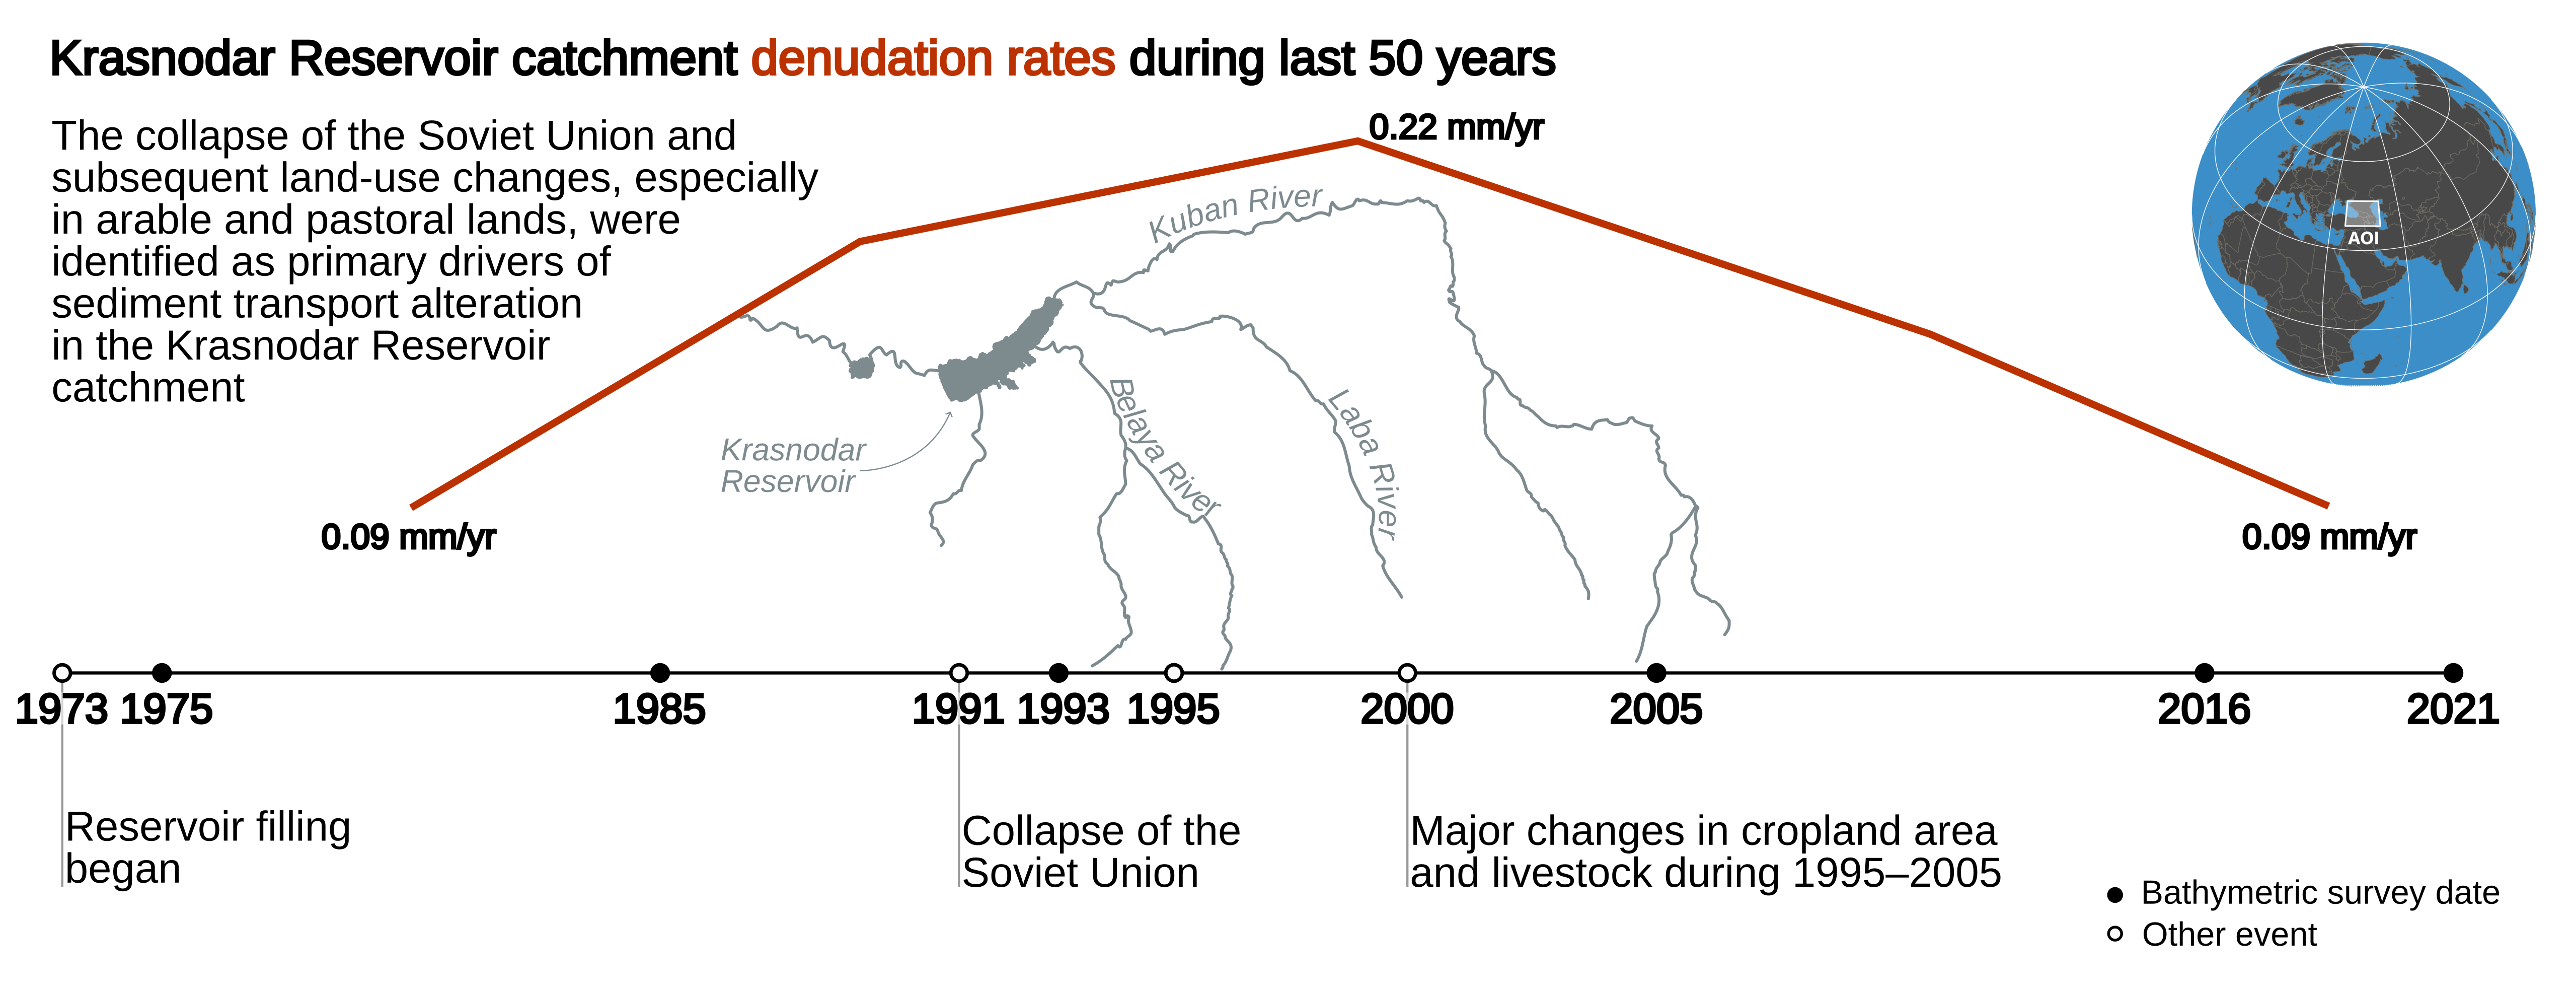 Krasnodar Reservoir catchment denudation rates during last 50 years
The collapse of the Soviet Union and
subsequent land-use changes, especially
in arable and pastoral lands, were
identified as primary drivers of
sediment transport alteration
in the Krasnodar Reservoir
catchment
0.22 mm/yr
AOI
Kuban River
Krasnodar
Reservoir
Belaya River
Laba River
0.09 mm/yr
0.09 mm/yr
1973 1975 1985 1991 1993 1995 2000 2005 2016 2021
Reservoir filling
began
Collapse of the
Soviet Union
Major changes in cropland area
and livestock during 1995–2005
Bathymetric survey date
Other event